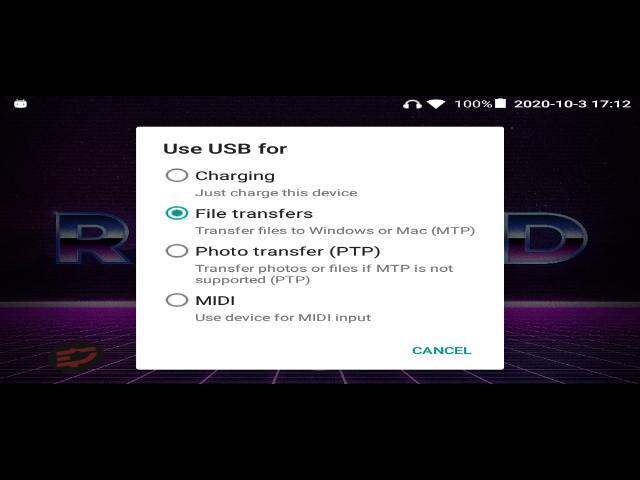 100% 2020-10-3 17:12
Use USB for
Charging
Just charge this device
File transfers
Transfer files to Windows or Mac (MTP)
Photo transfer (PTP)
Transfer photos or files if MTP is not
supported (PTP)
MIDI
Use device for MIDI input
CANCEL
R
D